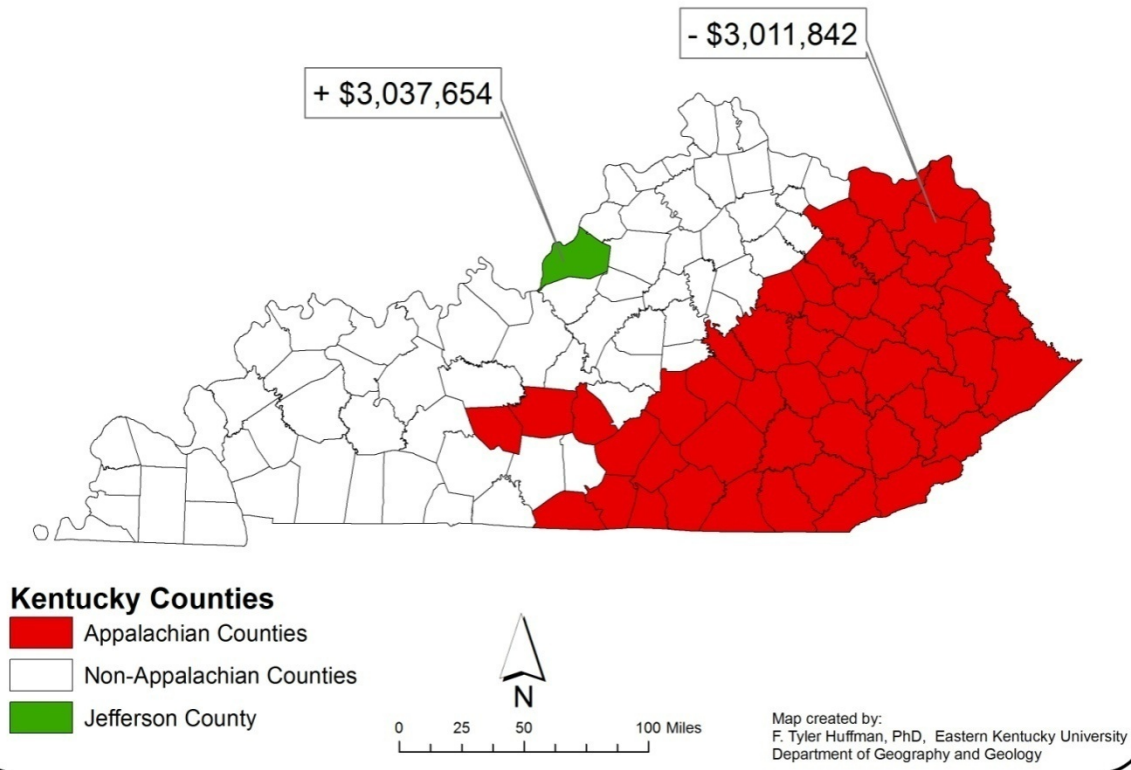 - $3,011,842
+ $3,037,654
Kentucky Counties
Appalachian Counties
Non-Appalachian Counties
Jefferson County
N
0 25 50 100 Miles
Map created by:
F. Tyler Huffman, PhD, Eastern Kentucky University
Department of Geography and Geology